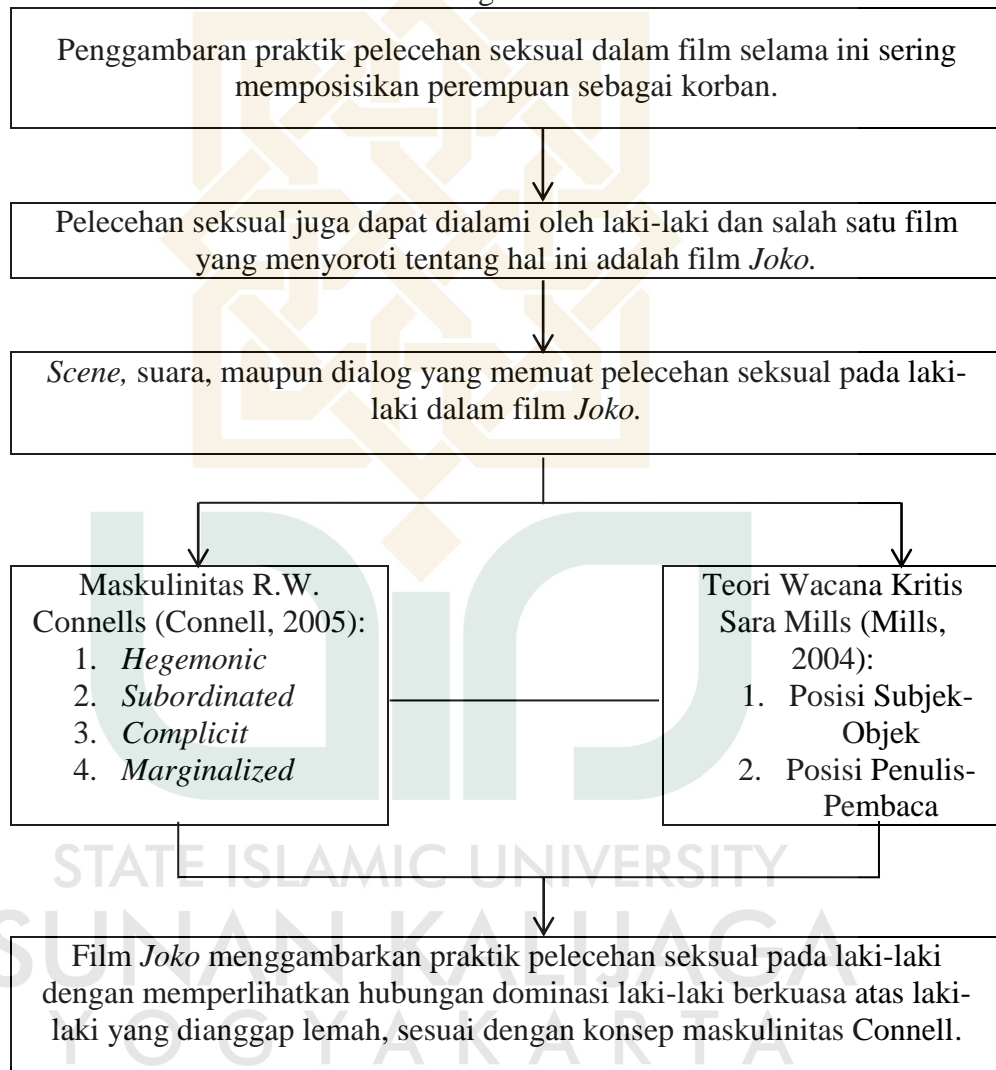 Penggambaran praktik pelecehan seksual dalam film selama ini sering
memposisikan perempuan sebagai korban.
Pelecehan seksual juga dapat dialami oleh laki-laki dan salah satu film
yang menyoroti tentang hal ini adalah film Joko.
Scene, suara, maupun dialog yang memuat pelecehan seksual pada laki-
laki dalam film Joko.
Maskulinitas R.W.
Connells (Connell, 2005):
1. Hegemonic
2. Subordinated
3. Complicit
4. Marginalized
Teori Wacana Kritis
Sara Mills (Mills,
2004):
1. Posisi Subjek-
Objek
2. Posisi Penulis-
Pembaca
STATE ISLAMIC UNIVERSITY
SUNAN KALIJAGA
YOGYAKARTA
Film Joko menggambarkan praktik pelecehan seksual pada laki-laki
dengan memperlihatkan hubungan dominasi laki-laki berkuasa atas laki-
laki yang dianggap lemah, sesuai dengan konsep maskulinitas Connell.